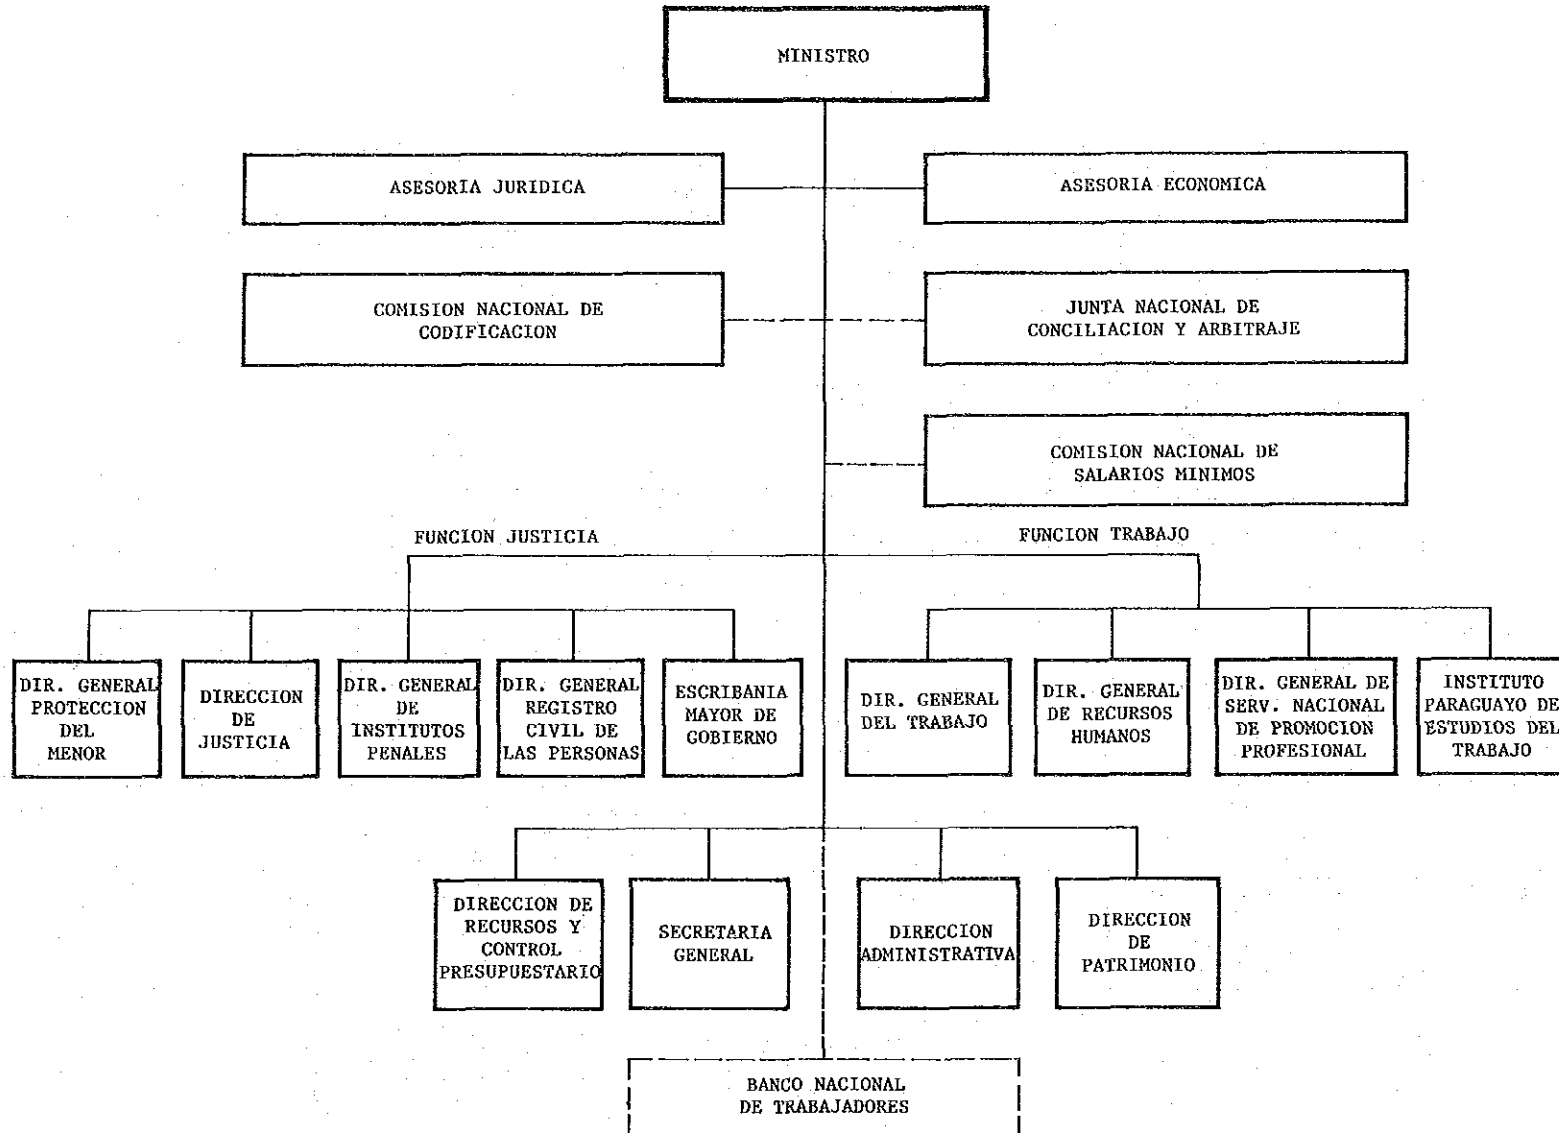 MINISTRO
ASESORIA JURIDICA
ASESORIA ECONOMICA
COMISION NACIONAL DE
CODIFICACION
JUNTA NACIONAL DE
CONCILIACION Y ARBITRAJE
COMISION NACIONAL DE
SALARIOS MINIMOS
FUNCION JUSTICIA
FUNCION TRABAJO
DIR. GENERAL
PROTECCION
DEL
MENOR
DIRECCION
DE
JUSTICIA
DIR. GENERAL
DE
INSTITUTOS
PENALES
DIR. GENERAL
REGISTRO
CIVIL DE
LAS PERSONAS
ESCRIBANIA
MAYOR DE
GOBIERNO
DIR. GENERAL
DEL TRABAJO
DIR. GENERAL
DE RECURSOS
HUMANOS
DIR. GENERAL DE
SERV. NACIONAL
DE PROMOCION
PROFESIONAL
INSTITUTO
PARAGUAYO DE
ESTUDIOS DEL
TRABAJO
DIRECCION DE
RECURSOS Y
CONTROL
PRESUPUESTARIO
SECRETARIA
GENERAL
DIRECCION
ADMINISTRATIVA
DIRECCION
DE
PATRIMONIO
BANCO NACIONAL
DE TRABAJADORES